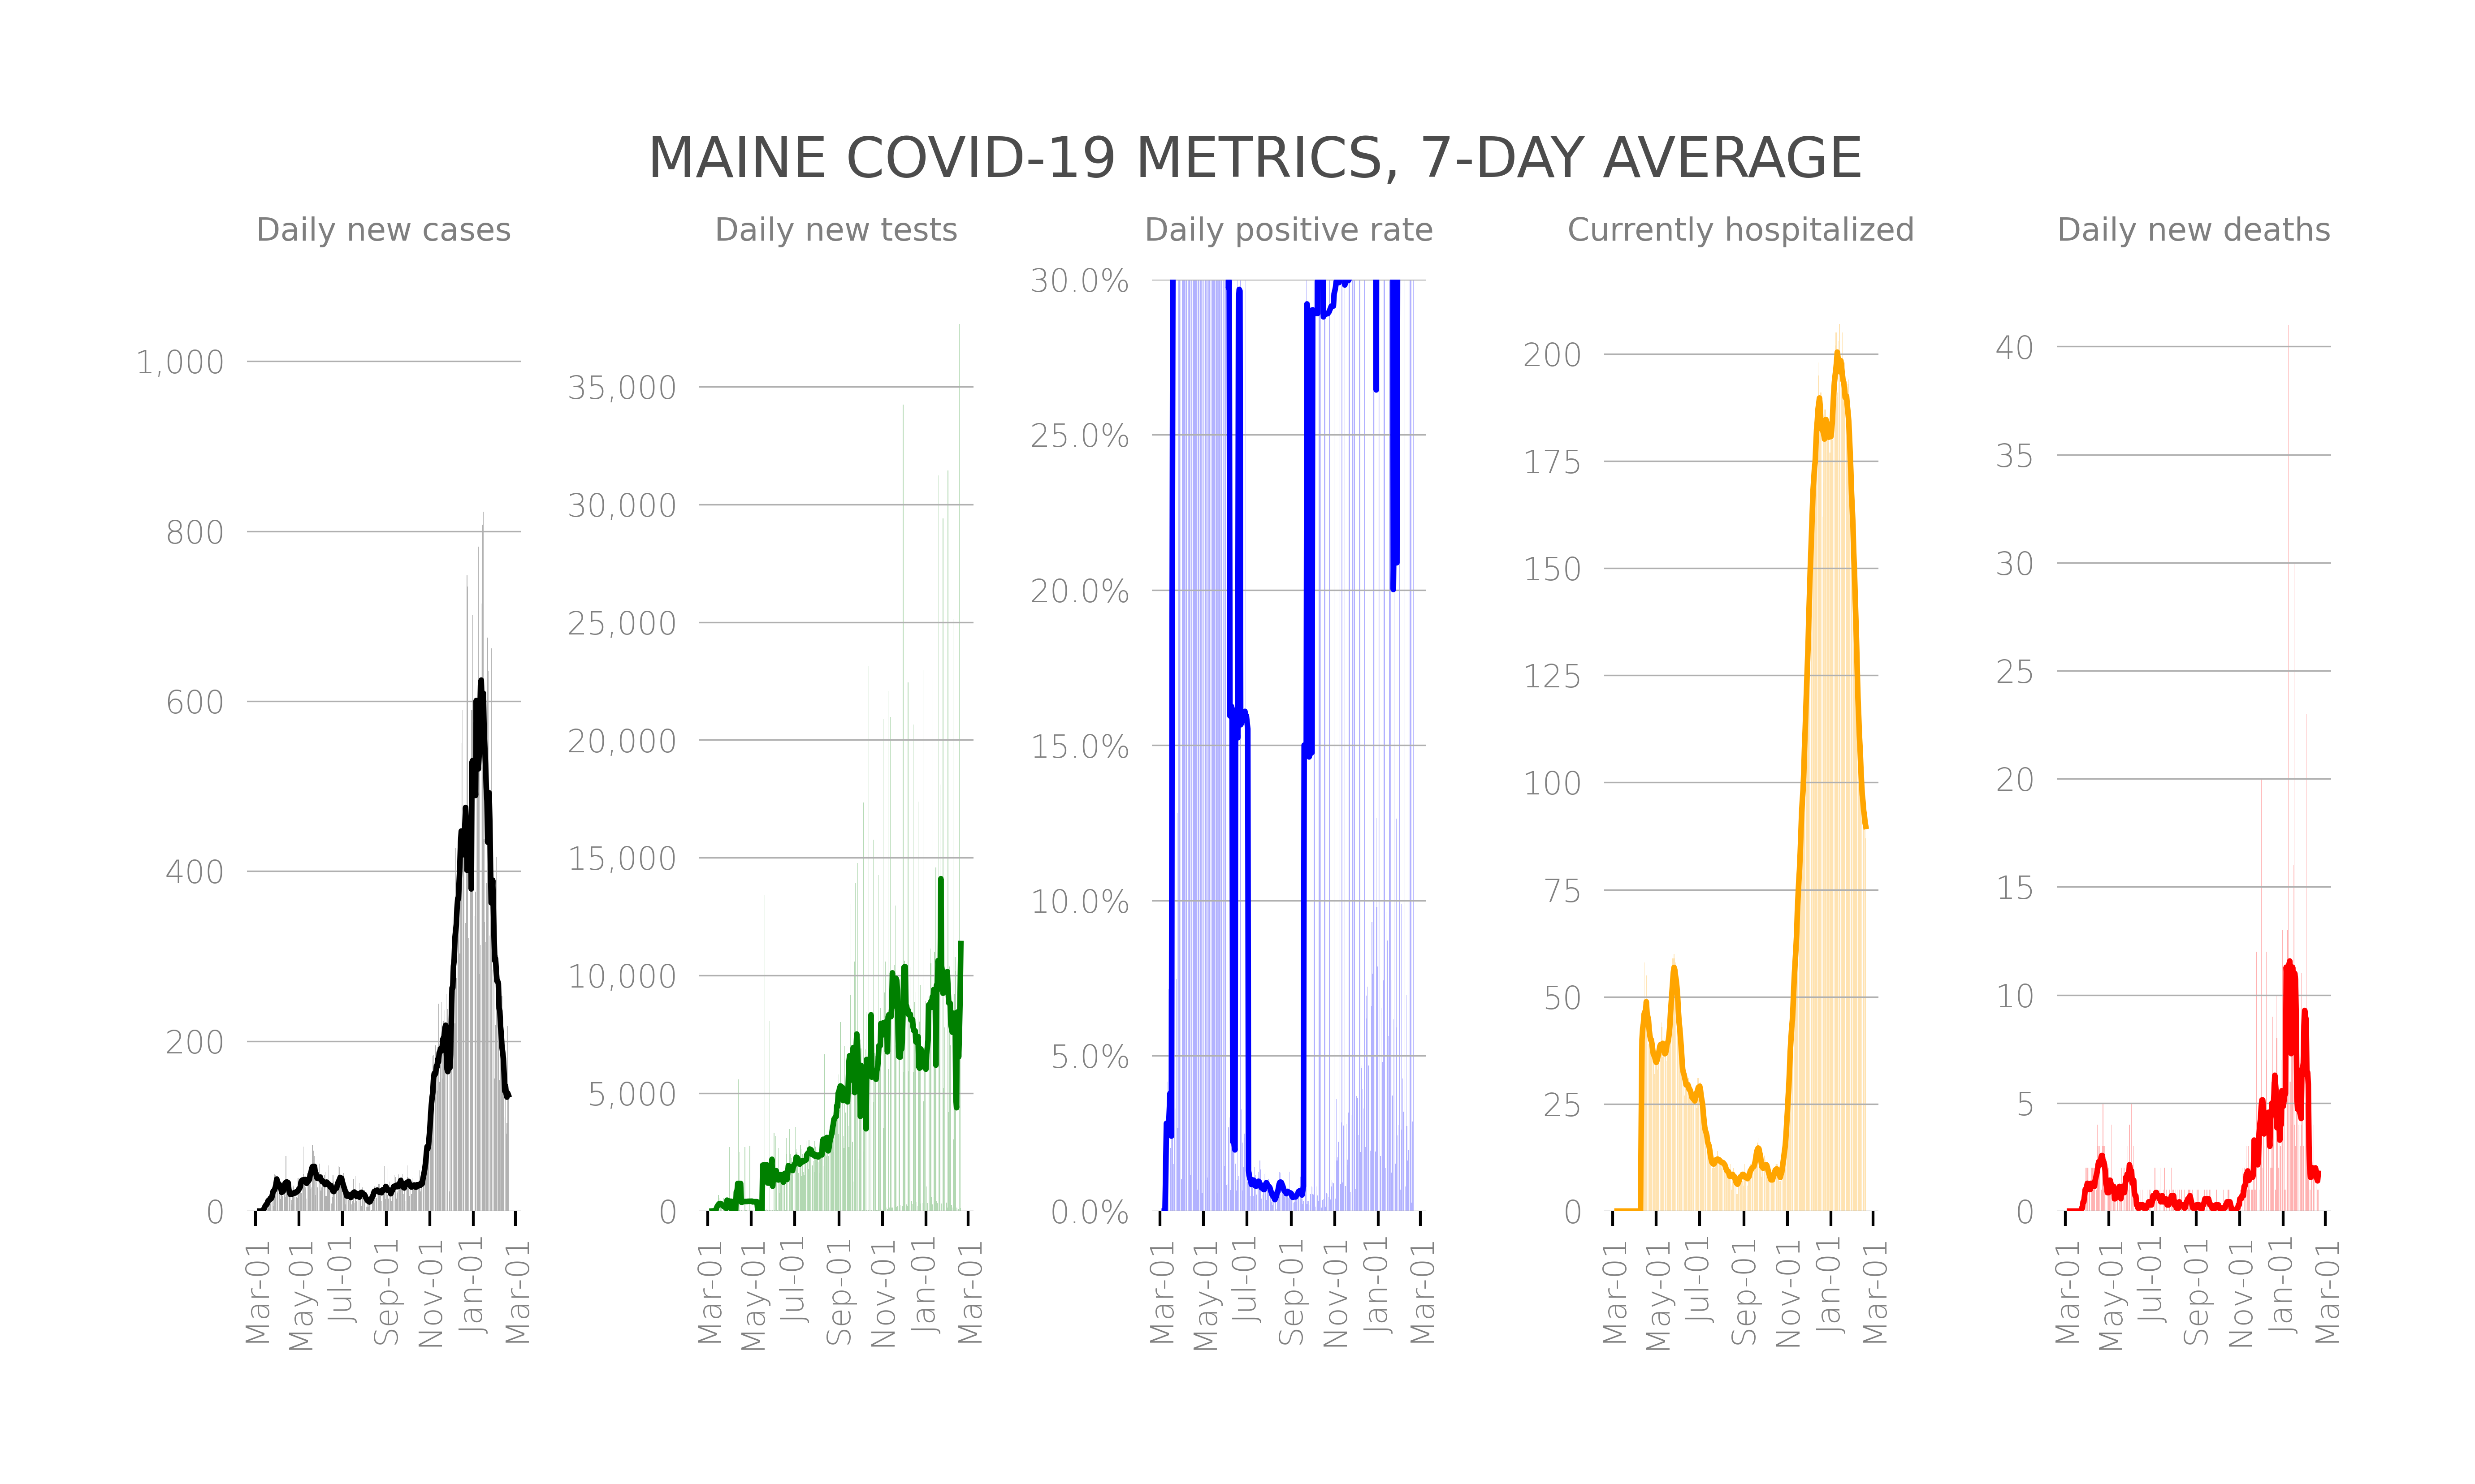 MAINE COVID-19 METRICS, 7-DAY AVERAGE
Daily new cases
1,000
800
600
400
200
0
Mar-01
May-01
Jul-01
Sep-01
Nov-01
Jan-01
Mar-01
Daily new tests
35,000
30,000
25,000
20,000
15,000
10,000
5,000
0
Mar-01
May-01
Jul-01
Sep-01
Nov-01
Jan-01
Mar-01
Daily positive rate
30.0%
25.0%
20.0%
15.0%
10.0%
5.0%
0.0%
Mar-01
May-01
Jul-01
Sep-01
Nov-01
Jan-01
Mar-01
Currently hospitalized
200
175
150
125
100
75
50
25
0
Mar-01
May-01
Jul-01
Sep-01
Nov-01
Jan-01
Mar-01
Daily new deaths
40
35
30
25
20
15
10
5
0
Mar-01
May-01
Jul-01
Sep-01
Nov-01
Jan-01
Mar-01